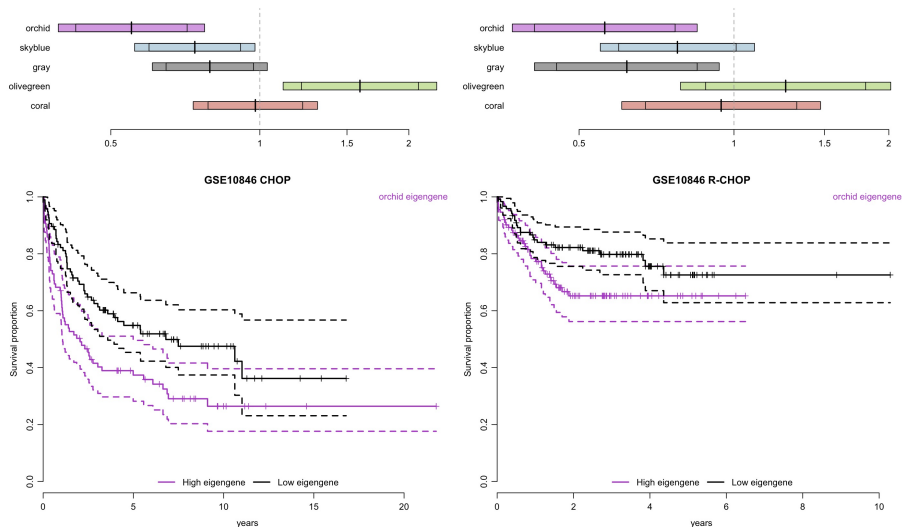 orchid
skyblue
gray
olivegreen
coral
0.5 1 1.5 2
orchid
skyblue
gray
olivegreen
coral
0.5 1 1.5 2
GSE10846 CHOP
orchid eigengene
Survival proportion
1.0
0.8
0.6
0.4
0.2
0.0
High eigengene Low eigengene
0 5 10 15 20
years
GSE10846 R-CHOP
orchid eigengene
Survival proportion
1.0
0.8
0.6
0.4
0.2
0.0
High eigengene Low eigengene
0 2 4 6 8 10
years